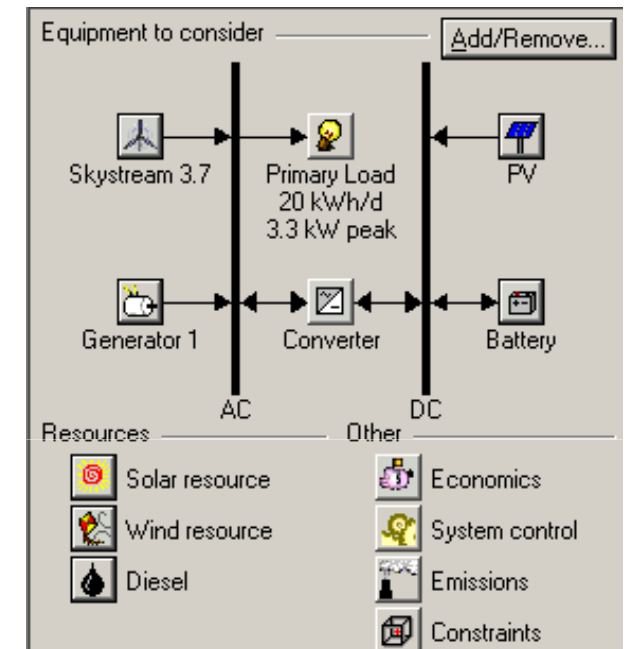 Equipment to consider
Add/Remove...
Skystream 3.7
Primary Load
20 kWh/d
3.3 kW peak
PV
Generator 1
Converter
Battery
AC
DC
Resources
Other
Solar resource
Economics
Wind resource
System control
Diesel
Emissions
Constraints